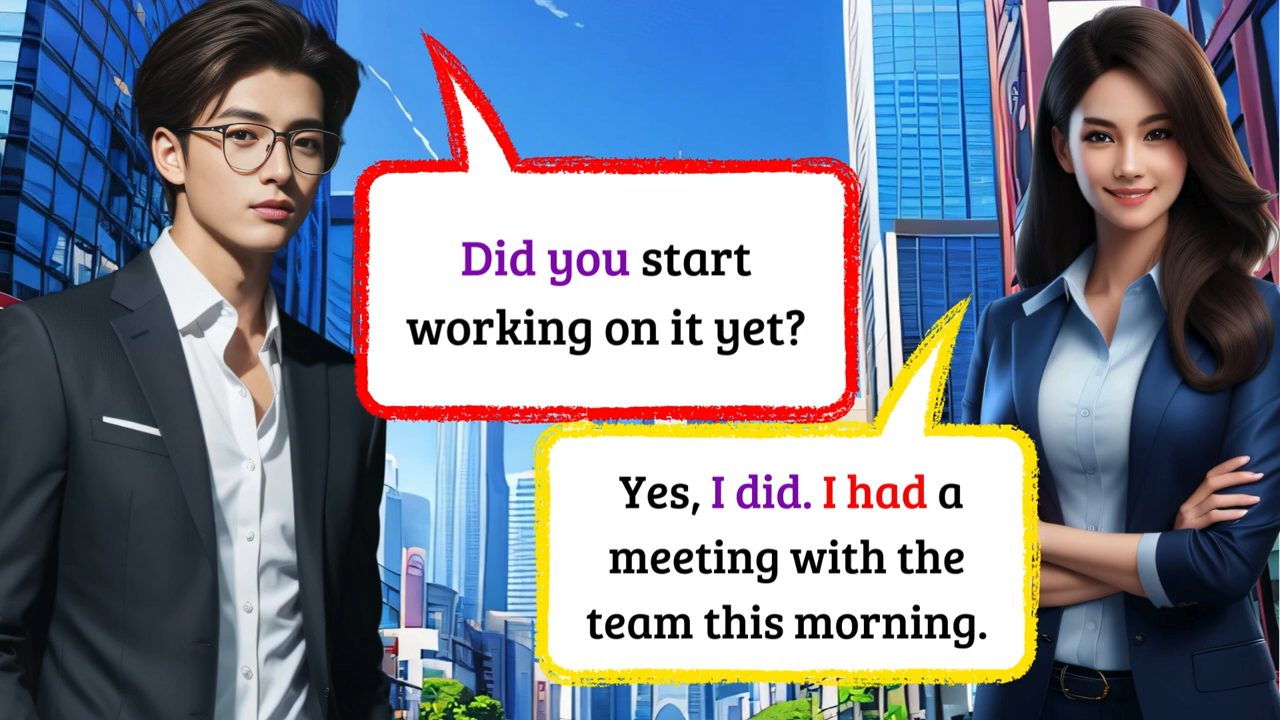 Did you start
working on it yet?
Yes, I did. I had a
meeting with the
team this morning.